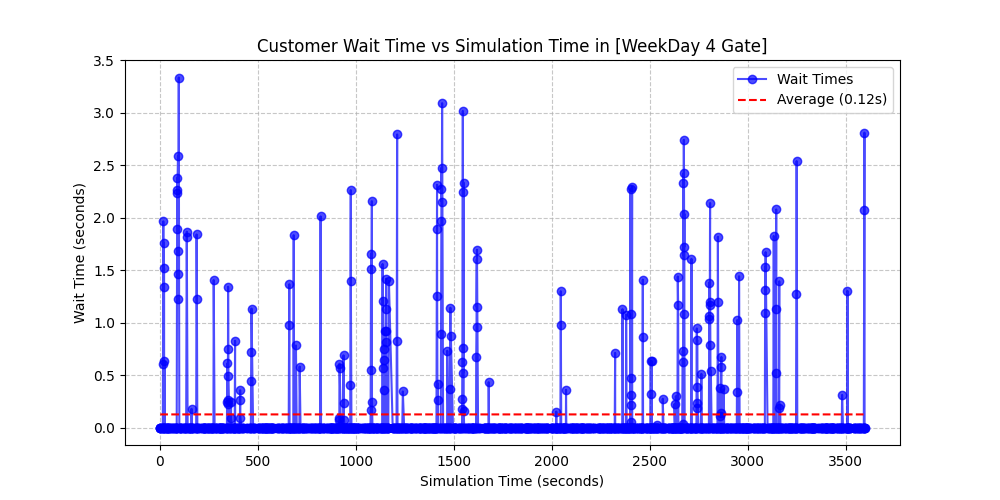 Customer Wait Time vs Simulation Time in [WeekDay 4 Gate]
Wait Times
Average (0.12s)
Wait Time (seconds)
3.5
3.0
2.5
2.0
1.5
1.0
0.5
0.0
0 500 1000 1500 2000 2500 3000 3500
Simulation Time (seconds)